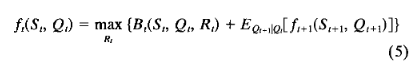 f_t(S_t, Q_t) = max_{R_t} {B_t(S_t, Q_t, R_t) + E_{Q_{t-1}|Q_t}[f_{t+1}(S_{t+1}, Q_{t+1})]}
(5)